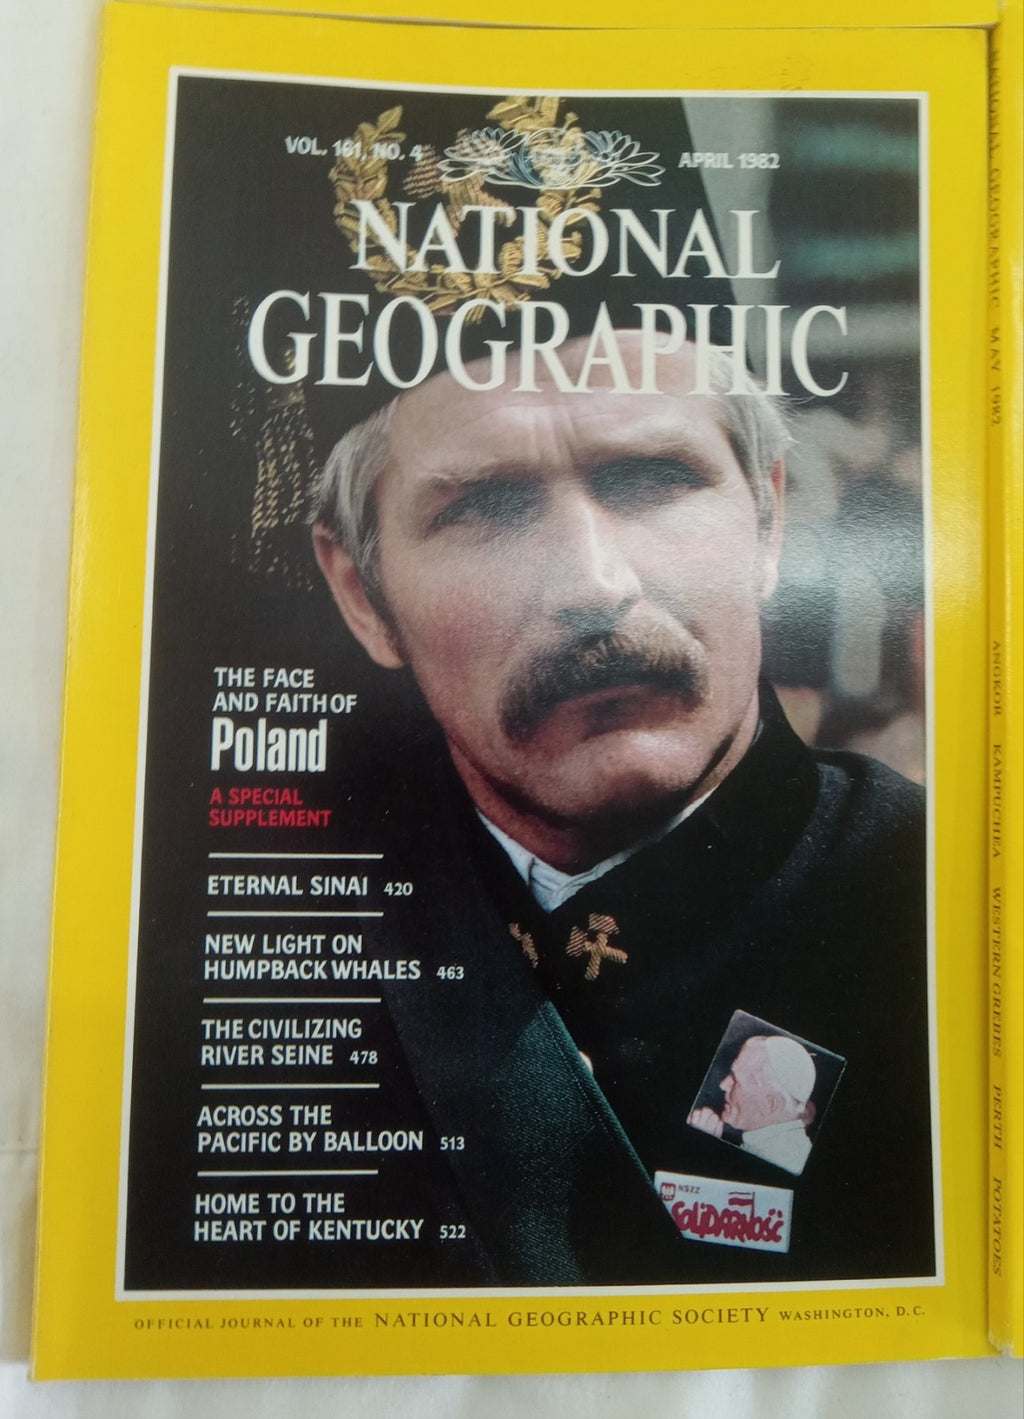 VOL. 161, NO. 4
APRIL 1982
NATIONAL
GEOGRAPHIC
THE FACE
AND FAITH OF
Poland
A SPECIAL
SUPPLEMENT
ETERNAL SINAI 420
NEW LIGHT ON
HUMPBACK WHALES 463
THE CIVILIZING
RIVER SEINE 478
ACROSS THE
PACIFIC BY BALLOON 513
HOME TO THE
HEART OF KENTUCKY 522
NSZZ
SOLIDARNOŚĆ
OFFICIAL JOURNAL OF THE NATIONAL GEOGRAPHIC SOCIETY WASHINGTON, D.C.
NATIONAL GEOGRAPHIC MAY 1982
ANGKOR KAMPUCHEA WESTERN GREBES PERTH POTATOES